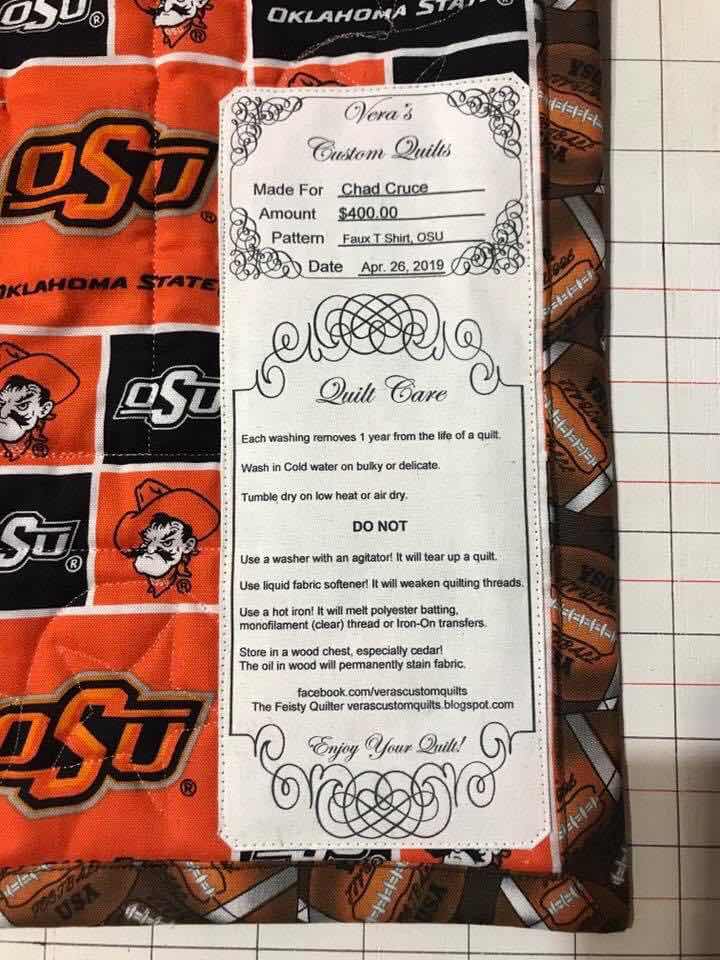 OSU®
OKLAHOMA STATE
OSU®
OKLAHOMA STATE
OSU
OSU®
OSU®
Vera's
Custom Quilts
Made For Chad Cruce
Amount $400.00
Pattern Faux T Shirt, OSU
Date Apr. 26, 2019
Quilt Care
Each washing removes 1 year from the life of a quilt.
Wash in Cold water on bulky or delicate.
Tumble dry on low heat or air dry.
DO NOT
Use a washer with an agitator! It will tear up a quilt.
Use liquid fabric softener! It will weaken quilting threads.
Use a hot iron! It will melt polyester batting,
monofilament (clear) thread or Iron-On transfers.
Store in a wood chest, especially cedar!
The oil in wood will permanently stain fabric.
facebook.com/verascustomquilts
The Feisty Quilter verascustomquilts.blogspot.com
Enjoy Your Quilt!
USA
FOOTBALL
USA